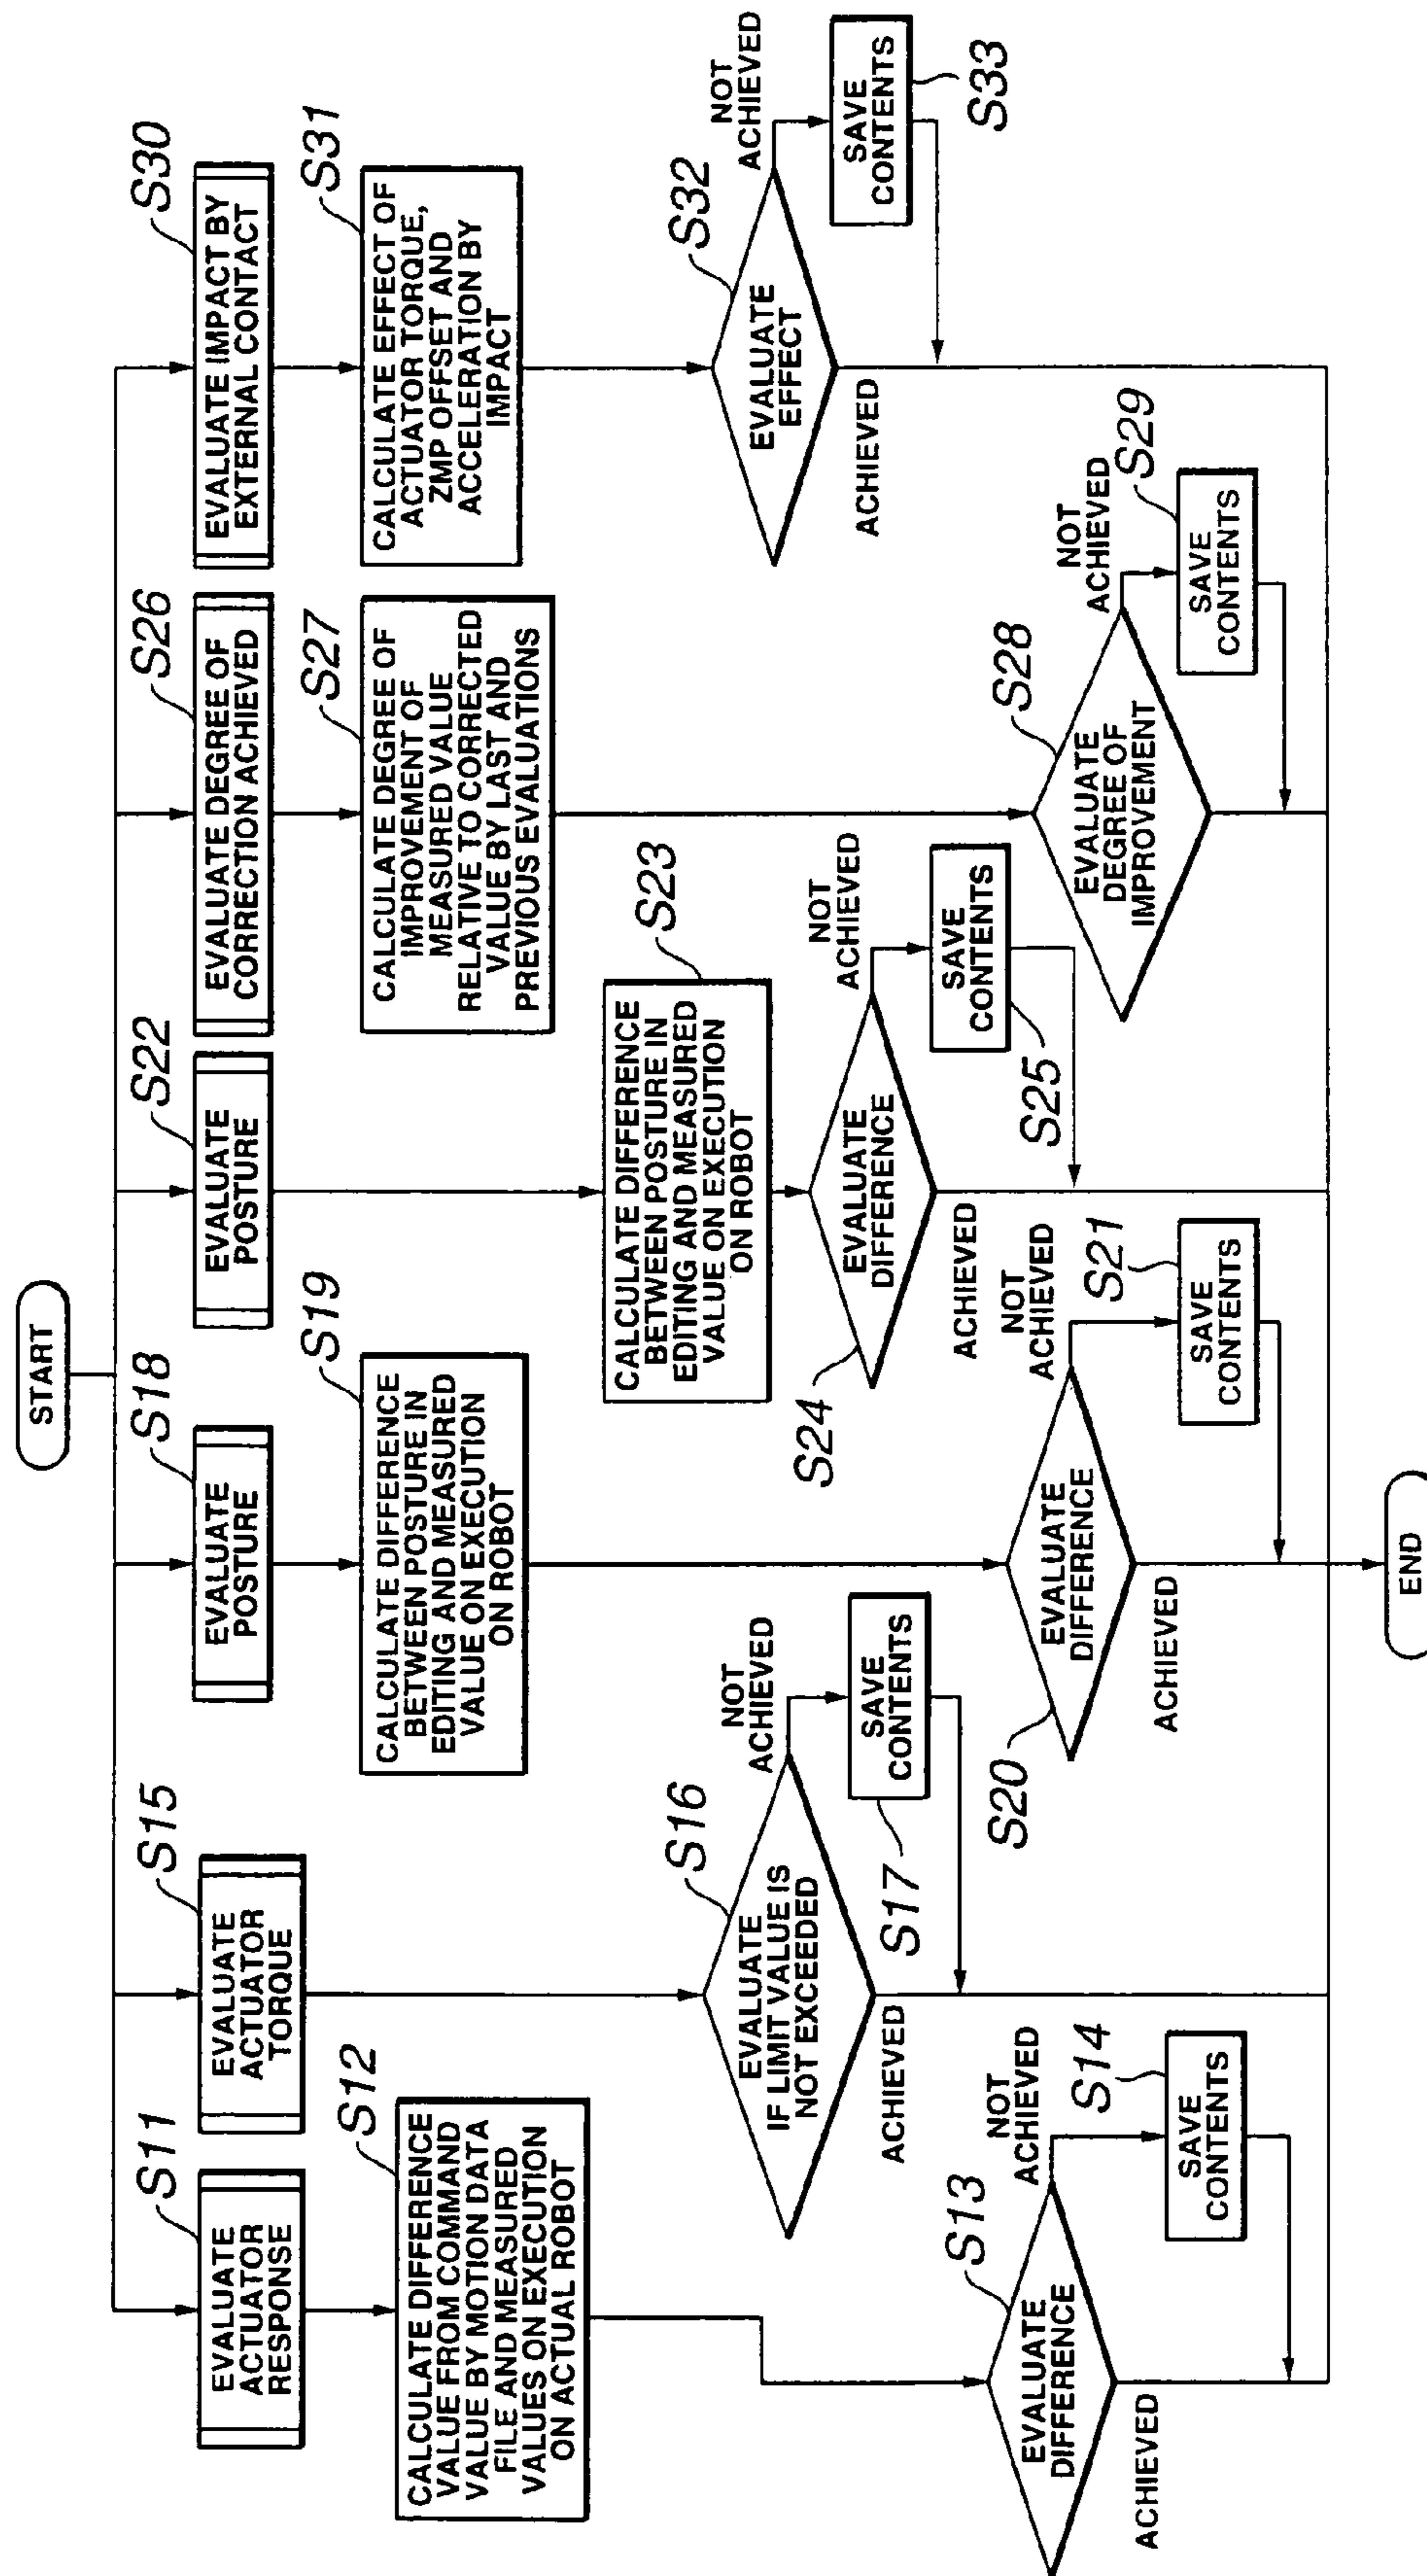 START
S11
EVALUATE
ACTUATOR
RESPONSE
S12
CALCULATE DIFFERENCE
VALUE FROM COMMAND
VALUE BY MOTION DATA
FILE AND MEASURED
VALUES ON EXECUTION
ON ACTUAL ROBOT
S13
EVALUATE
DIFFERENCE
NOT
ACHIEVED
ACHIEVED
S14
SAVE
CONTENTS
S15
EVALUATE
ACTUATOR
TORQUE
S16
EVALUATE
IF LIMIT VALUE IS
NOT EXCEEDED
NOT
ACHIEVED
ACHIEVED
S17
SAVE
CONTENTS
S18
EVALUATE
POSTURE
S19
CALCULATE DIFFERENCE
BETWEEN POSTURE IN
EDITING AND MEASURED
VALUE ON EXECUTION
ON ROBOT
S20
EVALUATE
DIFFERENCE
NOT
ACHIEVED
ACHIEVED
S21
SAVE
CONTENTS
S22
EVALUATE
POSTURE
S23
CALCULATE DIFFERENCE
BETWEEN POSTURE IN
EDITING AND MEASURED
VALUE ON EXECUTION
ON ROBOT
S24
EVALUATE
DIFFERENCE
NOT
ACHIEVED
ACHIEVED
S25
SAVE
CONTENTS
S26
EVALUATE DEGREE OF
CORRECTION ACHIEVED
S27
CALCULATE DEGREE OF
IMPROVEMENT OF
MEASURED VALUE
RELATIVE TO CORRECTED
VALUE BY LAST AND
PREVIOUS EVALUATIONS
S28
EVALUATE
DEGREE OF
IMPROVEMENT
NOT
ACHIEVED
S29
SAVE
CONTENTS
S30
EVALUATE IMPACT BY
EXTERNAL CONTACT
S31
CALCULATE EFFECT OF
ACTUATOR TORQUE,
ZMP OFFSET AND
ACCELERATION BY
IMPACT
S32
EVALUATE
EFFECT
NOT
ACHIEVED
ACHIEVED
S33
SAVE
CONTENTS
END